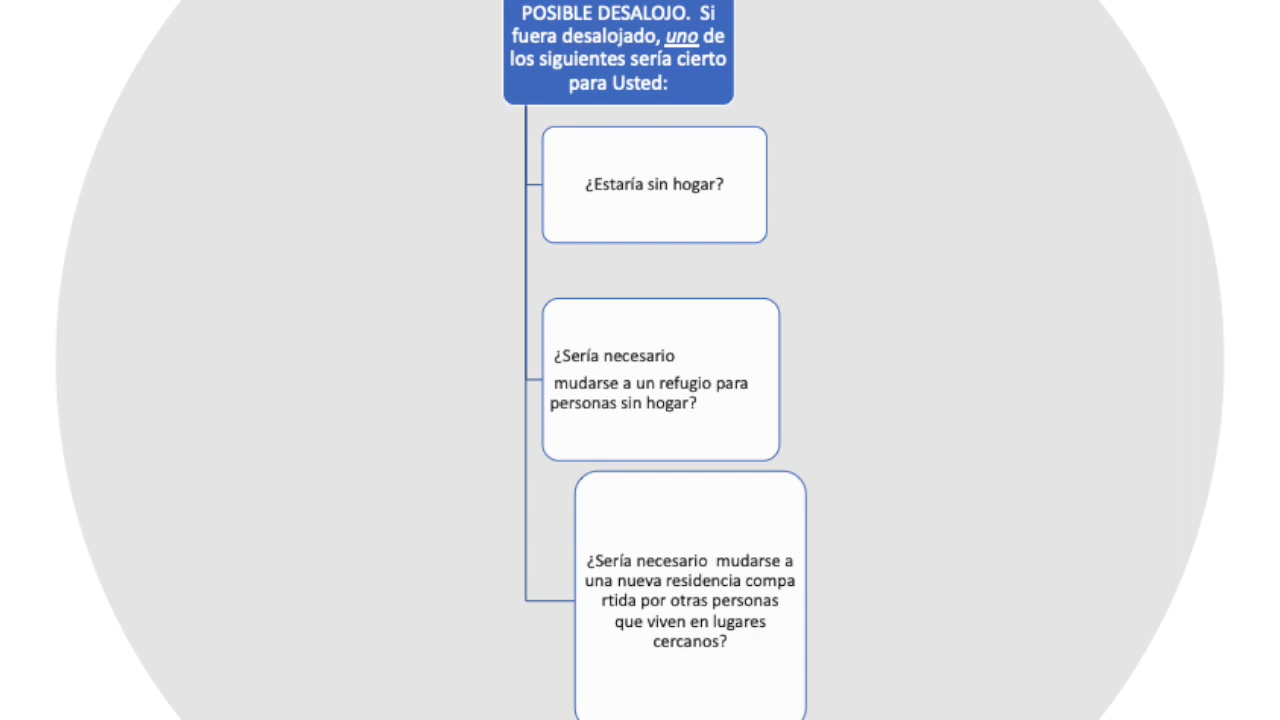 POSIBLE DESALOJO. Si
fuera desalojado, uno de
los siguientes sería cierto
para Usted:
¿Estaría sin hogar?
¿Sería necesario
mudarse a un refugio para
personas sin hogar?
¿Sería necesario mudarse a
una nueva residencia compa
rtida por otras personas
que viven en lugares
cercanos?